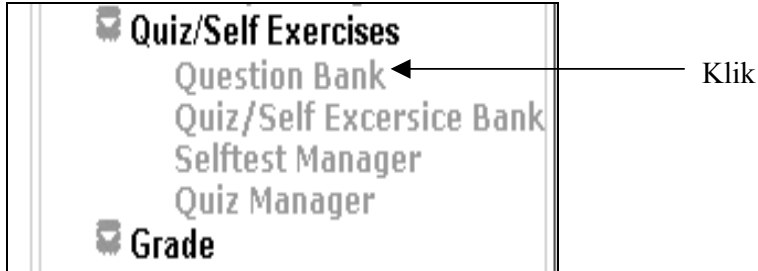 Quiz/Self Exercises
Question Bank
Klik
Quiz/Self Excersice Bank
Selftest Manager
Quiz Manager
Grade